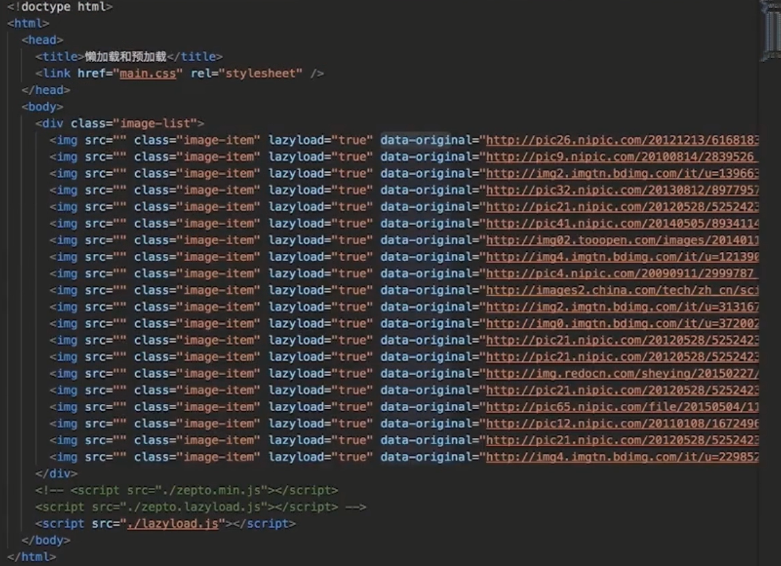 <!doctype html>
<html>
<head>
<title>懒加载和预加载</title>
<link href="main.css" rel="stylesheet" />
</head>
<body>
<div class="image-list">
<img src="" class="image-item" lazyload="true" data-original="http://pic26.nipic.com/20121213/6168183
<img src="" class="image-item" lazyload="true" data-original="http://pic9.nipic.com/20100814/2839526_
<img src="" class="image-item" lazyload="true" data-original="http://img2.imgtn.bdimg.com/it/u=139663
<img src="" class="image-item" lazyload="true" data-original="http://pic32.nipic.com/20130812/8977957
<img src="" class="image-item" lazyload="true" data-original="http://pic21.nipic.com/20120528/5252423
<img src="" class="image-item" lazyload="true" data-original="http://pic41.nipic.com/20140505/8934114
<img src="" class="image-item" lazyload="true" data-original="http://img02.tooopen.com/images/2014011
<img src="" class="image-item" lazyload="true" data-original="http://img4.imgtn.bdimg.com/it/u=121390
<img src="" class="image-item" lazyload="true" data-original="http://pic4.nipic.com/20090911/2999787_
<img src="" class="image-item" lazyload="true" data-original="http://images2.china.com/tech/zh_cn/sci
<img src="" class="image-item" lazyload="true" data-original="http://img2.imgtn.bdimg.com/it/u=313167
<img src="" class="image-item" lazyload="true" data-original="http://img0.imgtn.bdimg.com/it/u=372002
<img src="" class="image-item" lazyload="true" data-original="http://pic21.nipic.com/20120528/5252423
<img src="" class="image-item" lazyload="true" data-original="http://pic21.nipic.com/20120528/5252423
<img src="" class="image-item" lazyload="true" data-original="http://img.redocn.com/sheying/20150227/
<img src="" class="image-item" lazyload="true" data-original="http://pic21.nipic.com/20120528/5252423
<img src="" class="image-item" lazyload="true" data-original="http://pic65.nipic.com/file/20150504/11
<img src="" class="image-item" lazyload="true" data-original="http://pic12.nipic.com/20110108/1672496
<img src="" class="image-item" lazyload="true" data-original="http://pic21.nipic.com/20120528/5252423
<img src="" class="image-item" lazyload="true" data-original="http://img4.imgtn.bdimg.com/it/u=229852
</div>
<!-- <script src="./zepto.min.js"></script>
<script src="./zepto.lazyload.js"></script> -->
<script src="./lazyload.js"></script>
</body>
</html>